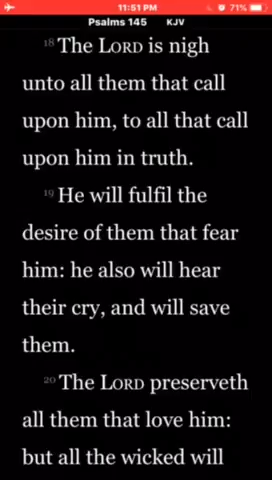 11:51 PM 71%
Psalms 145 KJV
18 The LORD is nigh
unto all them that call
upon him, to all that call
upon him in truth.
19 He will fulfil the
desire of them that fear
him: he also will hear
their cry, and will save
them.
20 The LORD preserveth
all them that love him:
but all the wicked will